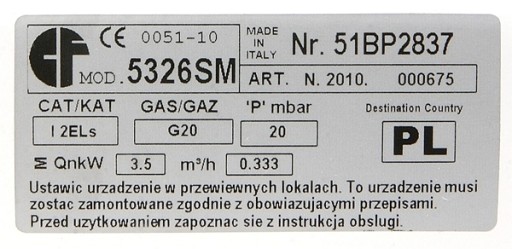 CF CE 0051-10 MADE IN ITALY Nr. 51BP2837
MOD. 5326SM ART. N. 2010. 000675
CAT/KAT GAS/GAZ 'P' mbar Destination Country
I 2ELs G20 20 PL
Σ QnkW 3.5 m³/h 0.333
Ustawic urzadzenie w przewiewnych lokalach. To urzadzenie musi
zostac zamontowane zgodnie z obowiazujacymi przepisami.
Przed uzytkowaniem zapoznac sie z instrukcja obslugi.